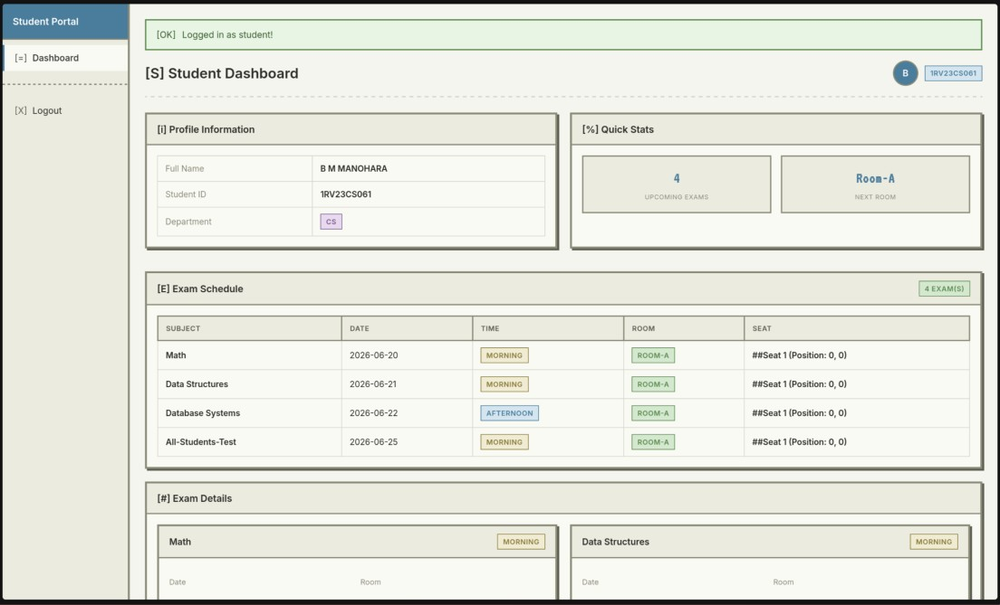 Student Portal
[=] Dashboard
[X] Logout
[OK] Logged in as student!
[S] Student Dashboard
B 1RV23CS061
[i] Profile Information
Full Name B M MANOHARA
Student ID 1RV23CS061
Department CS
[%] Quick Stats
4 Room-A
UPCOMING EXAMS NEXT ROOM
[E] Exam Schedule 4 EXAM(S)
SUBJECT DATE TIME ROOM SEAT
Math 2026-06-20 MORNING ROOM-A ##Seat 1 (Position: 0, 0)
Data Structures 2026-06-21 MORNING ROOM-A ##Seat 1 (Position: 0, 0)
Database Systems 2026-06-22 AFTERNOON ROOM-A ##Seat 1 (Position: 0, 0)
All-Students-Test 2026-06-25 MORNING ROOM-A ##Seat 1 (Position: 0, 0)
[#] Exam Details
Math MORNING
Date Room
Data Structures MORNING
Date Room